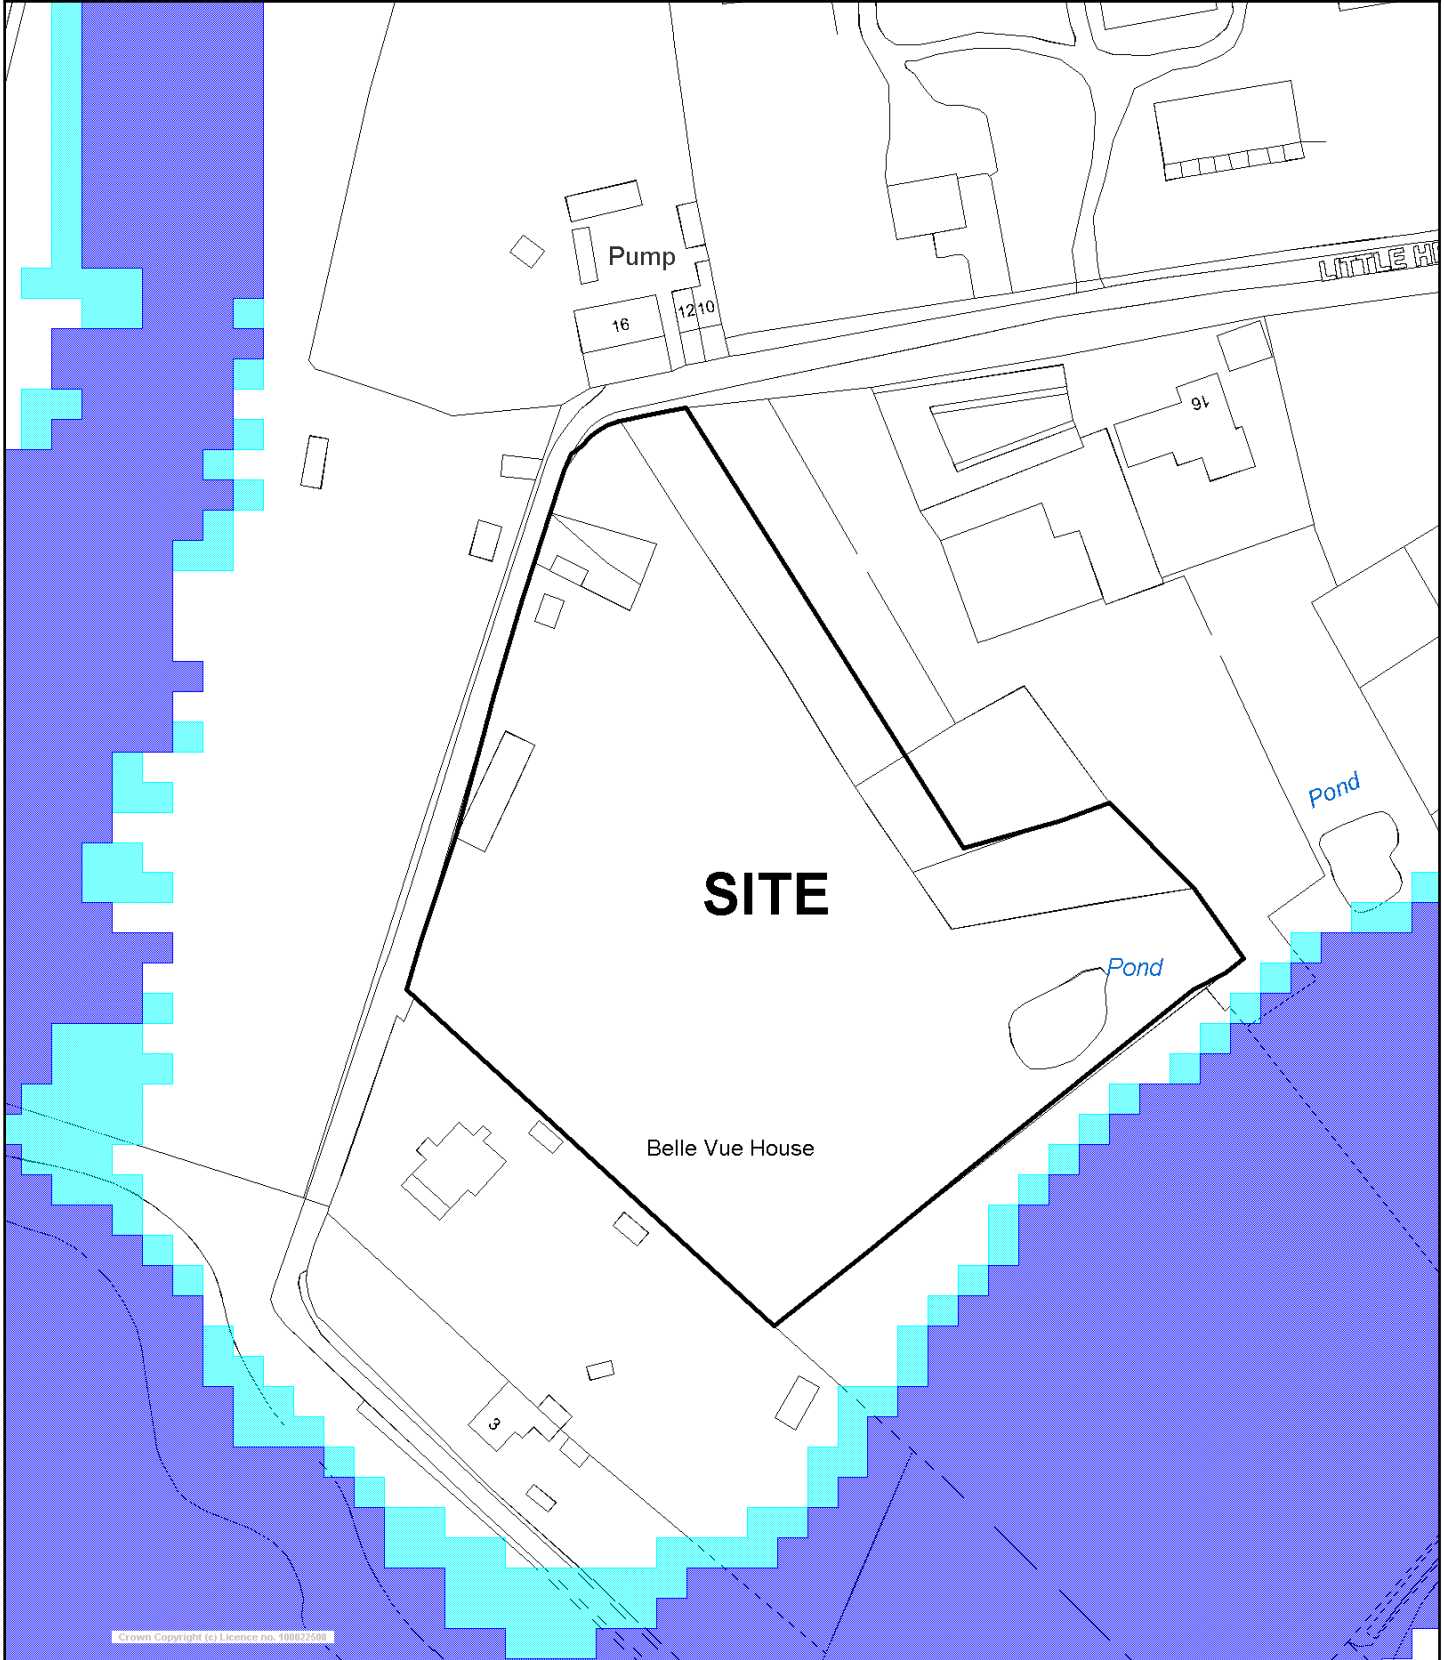 Pump
LITTLE
16
12
10
16
Pond
SITE
Pond
Belle Vue House
3
Crown Copyright (c) Licence no. 100022500